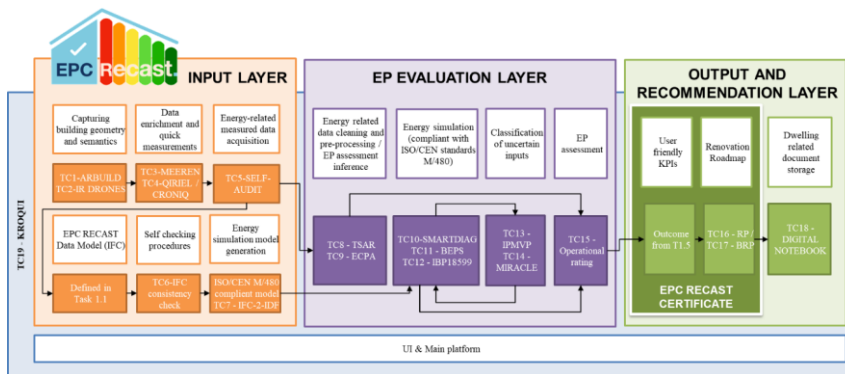 EPC Recast
INPUT LAYER
EP EVALUATION LAYER
OUTPUT AND
RECOMMENDATION LAYER
Capturing
building geometry
and semantics
Data
enrichment and
quick
measurements
Energy-related
measured data
acquisition
Energy related
data cleaning and
pre-processing /
EP assessment
inference
Energy simulation
(compliant with
ISO/CEN standards
M/480)
Classification
of uncertain
inputs
EP
assessment
User
friendly
KPIs
Renovation
Roadmap
Dwelling
related
document
storage
TC1-ARBUILD
TC2-IR DRONES
TC3-MEEREN
TC4-QIRIEL /
CRONIQ
TC5-SELF-
AUDIT
EPC RECAST
Data Model (IFC)
Self checking
procedures
Energy
simulation model
generation
Defined in
Task 1.1
TC6-IFC
consistency
check
ISO/CEN M/480
compliant model
TC7 - IFC-2-IDF
TC8 - TSAR
TC9 - ECPA
TC10-SMARTDIAG
TC11 - BEPS
TC12 - IBP18599
TC13 -
IPMVP
TC14 -
MIRACLE
TC15 -
Operational
rating
Outcome
from T1.5
TC16 - RP /
TC17 - BRP
TC18 -
DIGITAL
NOTEBOOK
EPC RECAST
CERTIFICATE
TC19 - KROQUI
UI & Main platform